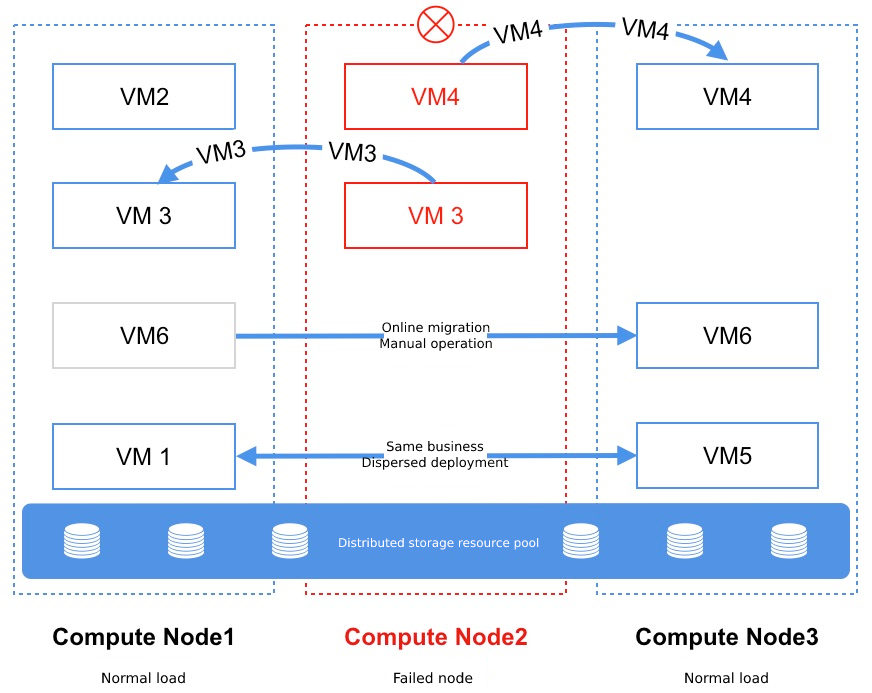 VM4
VM4
VM2
VM4
VM4
VM3
VM3
VM 3
VM 3
VM6
Online migration
Manual operation
VM6
VM 1
Same business
Dispersed deployment
VM5
Distributed storage resource pool
Compute Node1
Compute Node2
Compute Node3
Normal load
Failed node
Normal load